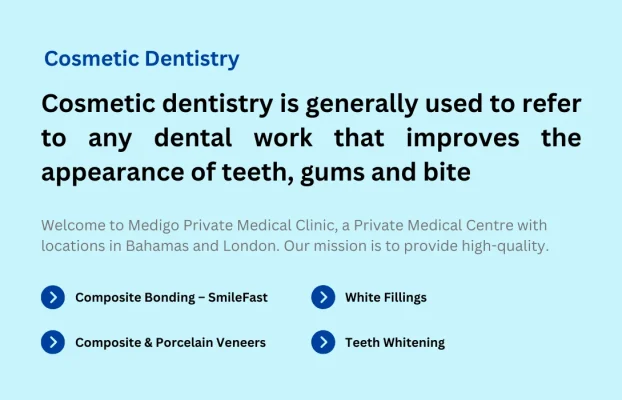 Cosmetic Dentistry
Cosmetic dentistry is generally used to refer
to any dental work that improves the
appearance of teeth, gums and bite
Welcome to Medigo Private Medical Clinic, a Private Medical Centre with
locations in Bahamas and London. Our mission is to provide high-quality.
Composite Bonding – SmileFast
White Fillings
Composite & Porcelain Veneers
Teeth Whitening